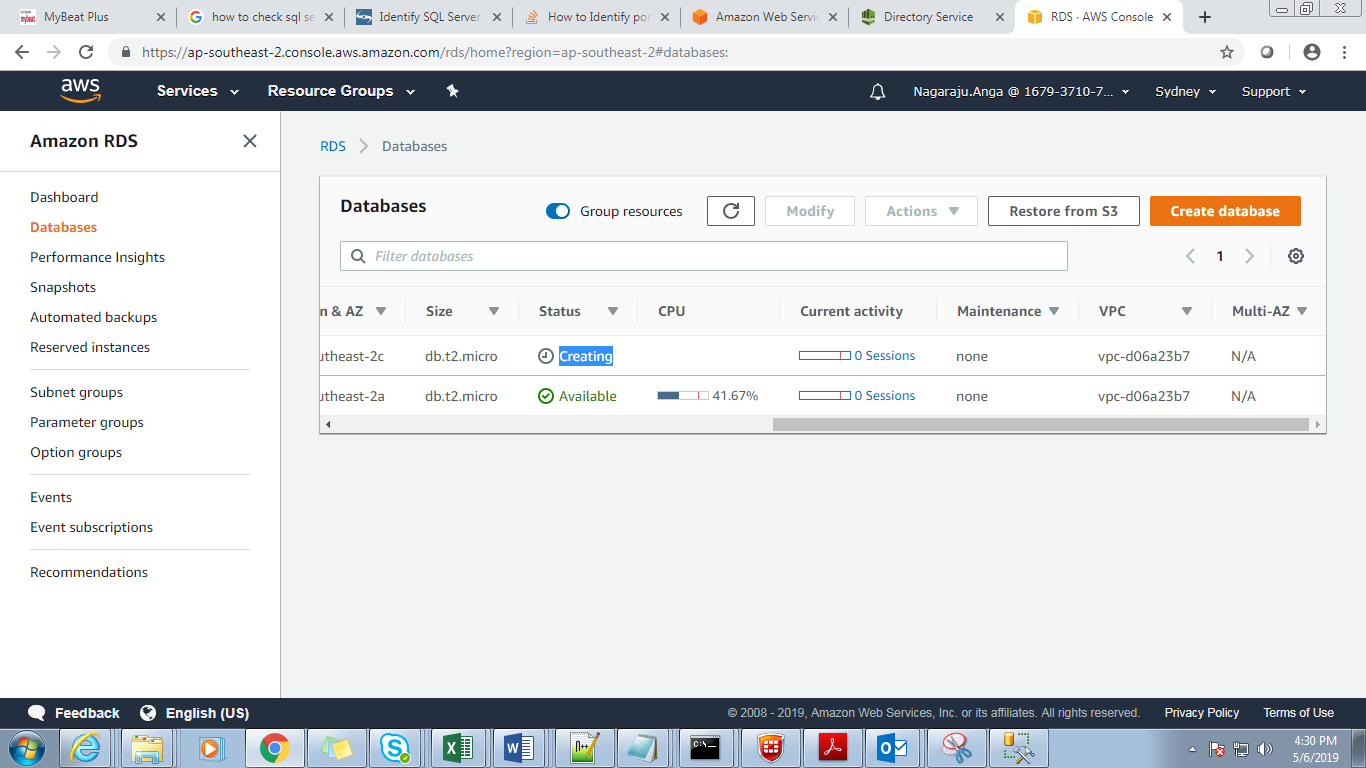 MyBeat Plus
how to check sql se
Identify SQL Server
How to Identify por
Amazon Web Servic
Directory Service
RDS · AWS Console
https://ap-southeast-2.console.aws.amazon.com/rds/home?region=ap-southeast-2#databases:
aws
Services
Resource Groups
Nagaraju.Anga @ 1679-3710-7...
Sydney
Support
Amazon RDS
Dashboard
Databases
Performance Insights
Snapshots
Automated backups
Reserved instances
Subnet groups
Parameter groups
Option groups
Events
Event subscriptions
Recommendations
RDS
Databases
Databases
Group resources
Modify
Actions
Restore from S3
Create database
Filter databases
1
n & AZ Size Status CPU Current activity Maintenance VPC Multi-AZ
utheast-2c db.t2.micro Creating 0 Sessions none vpc-d06a23b7 N/A
utheast-2a db.t2.micro Available 41.67% 0 Sessions none vpc-d06a23b7 N/A
Feedback
English (US)
© 2008 - 2019, Amazon Web Services, Inc. or its affiliates. All rights reserved.
Privacy Policy
Terms of Use
4:30 PM
5/6/2019